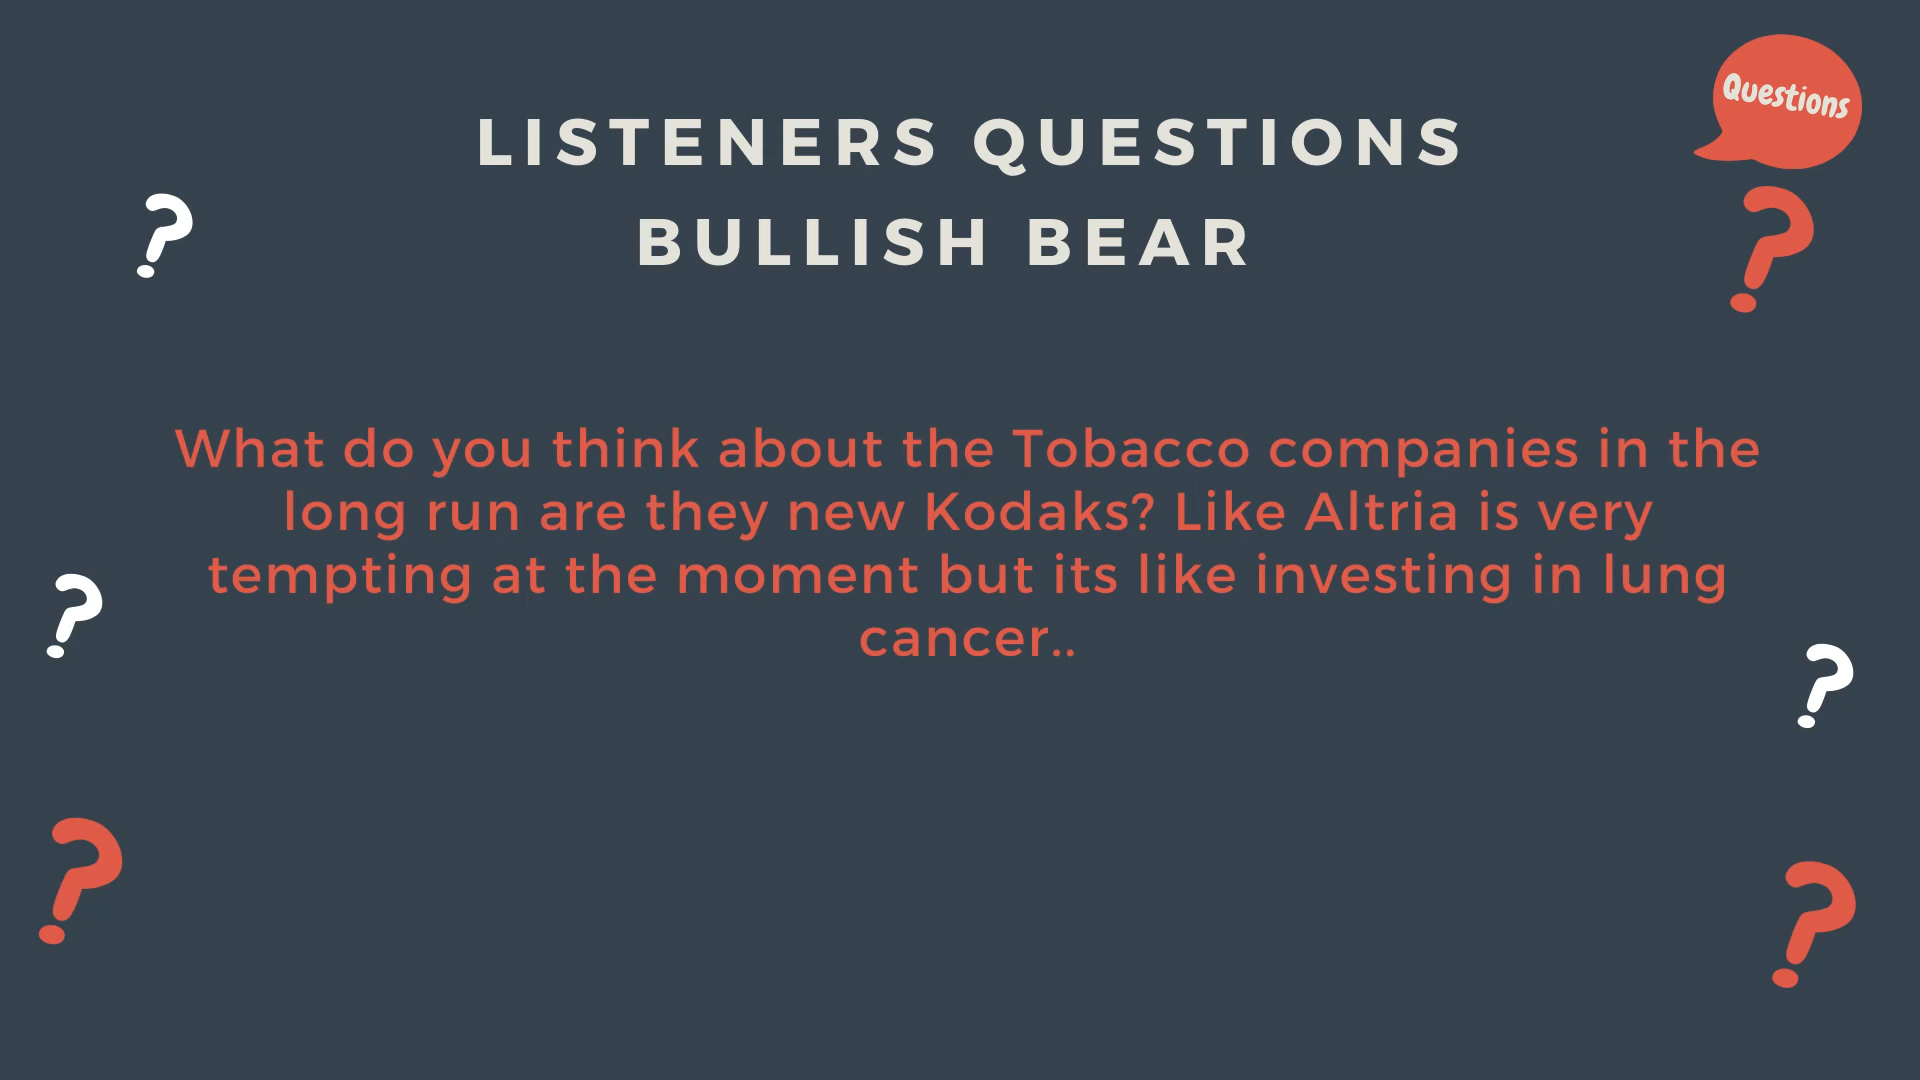 Questions
LISTENERS QUESTIONS
BULLISH BEAR
What do you think about the Tobacco companies in the
long run are they new Kodaks? Like Altria is very
tempting at the moment but its like investing in lung
cancer..